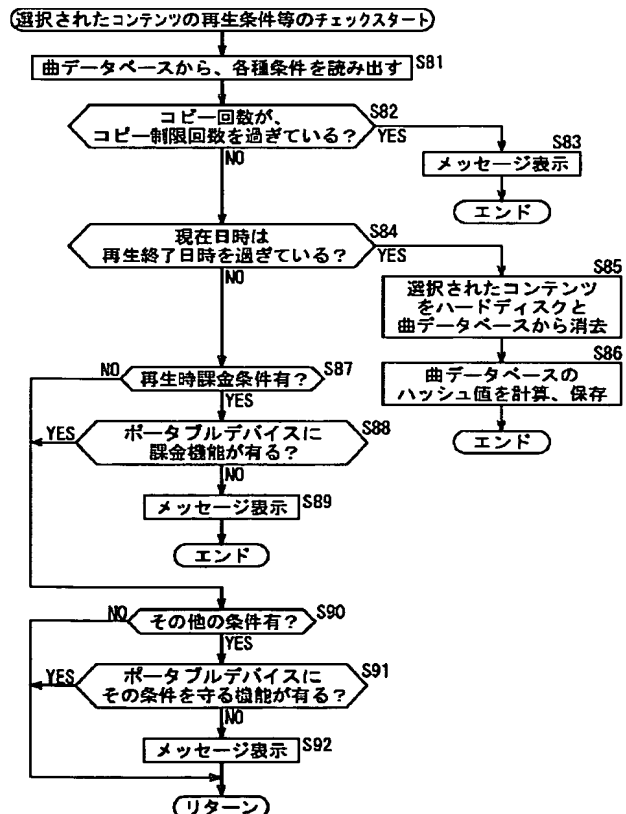 選択されたコンテンツの再生条件等のチェックスタート
曲データベースから、各種条件を読み出す
S81
コピー回数が、
コピー制限回数を過ぎている？
S82
YES
NO
S83
メッセージ表示
エンド
現在日時は
再生終了日時を過ぎている？
S84
YES
NO
S85
選択されたコンテンツ
をハードディスクと
曲データベースから消去
S86
曲データベースの
ハッシュ値を計算、保存
エンド
NO
再生時課金条件有？
S87
YES
YES
ポータブルデバイスに
課金機能が有る？
S88
NO
メッセージ表示
S89
エンド
NO
その他の条件有？
S90
YES
YES
ポータブルデバイスに
その条件を守る機能が有る？
S91
NO
メッセージ表示
S92
リターン